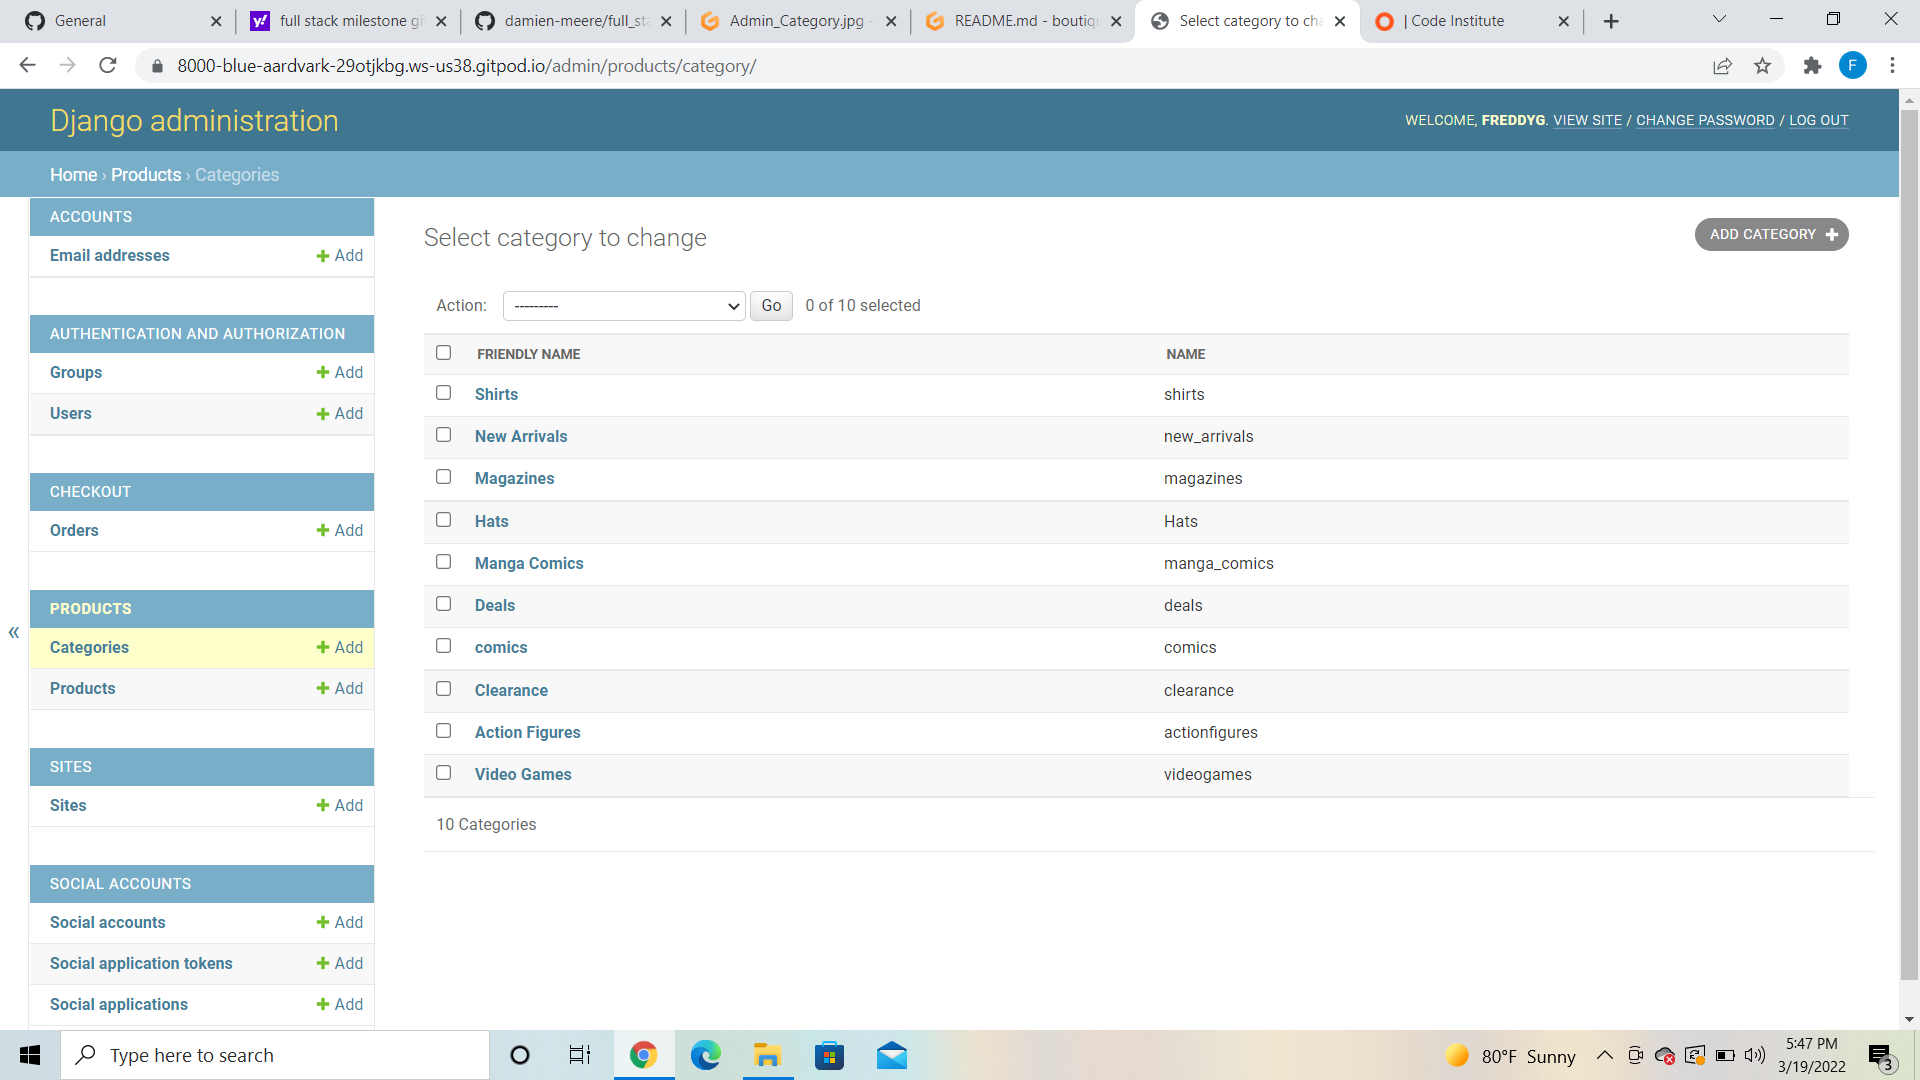 General
full stack milestone gi
damien-meere/full_sta
Admin_Category.jpg -
README.md - boutiqu
Select category to cha
| Code Institute
8000-blue-aardvark-29otjkbg.ws-us38.gitpod.io/admin/products/category/
F
Django administration
WELCOME, FREDDYG. VIEW SITE / CHANGE PASSWORD / LOG OUT
Home › Products › Categories
ACCOUNTS
Email addresses + Add
AUTHENTICATION AND AUTHORIZATION
Groups + Add
Users + Add
CHECKOUT
Orders + Add
PRODUCTS
Categories + Add
Products + Add
SITES
Sites + Add
SOCIAL ACCOUNTS
Social accounts + Add
Social application tokens + Add
Social applications + Add
«
Select category to change
ADD CATEGORY +
Action: --------- Go 0 of 10 selected
FRIENDLY NAME NAME
Shirts shirts
New Arrivals new_arrivals
Magazines magazines
Hats Hats
Manga Comics manga_comics
Deals deals
comics comics
Clearance clearance
Action Figures actionfigures
Video Games videogames
10 Categories
Type here to search
80°F Sunny
5:47 PM
3/19/2022
3